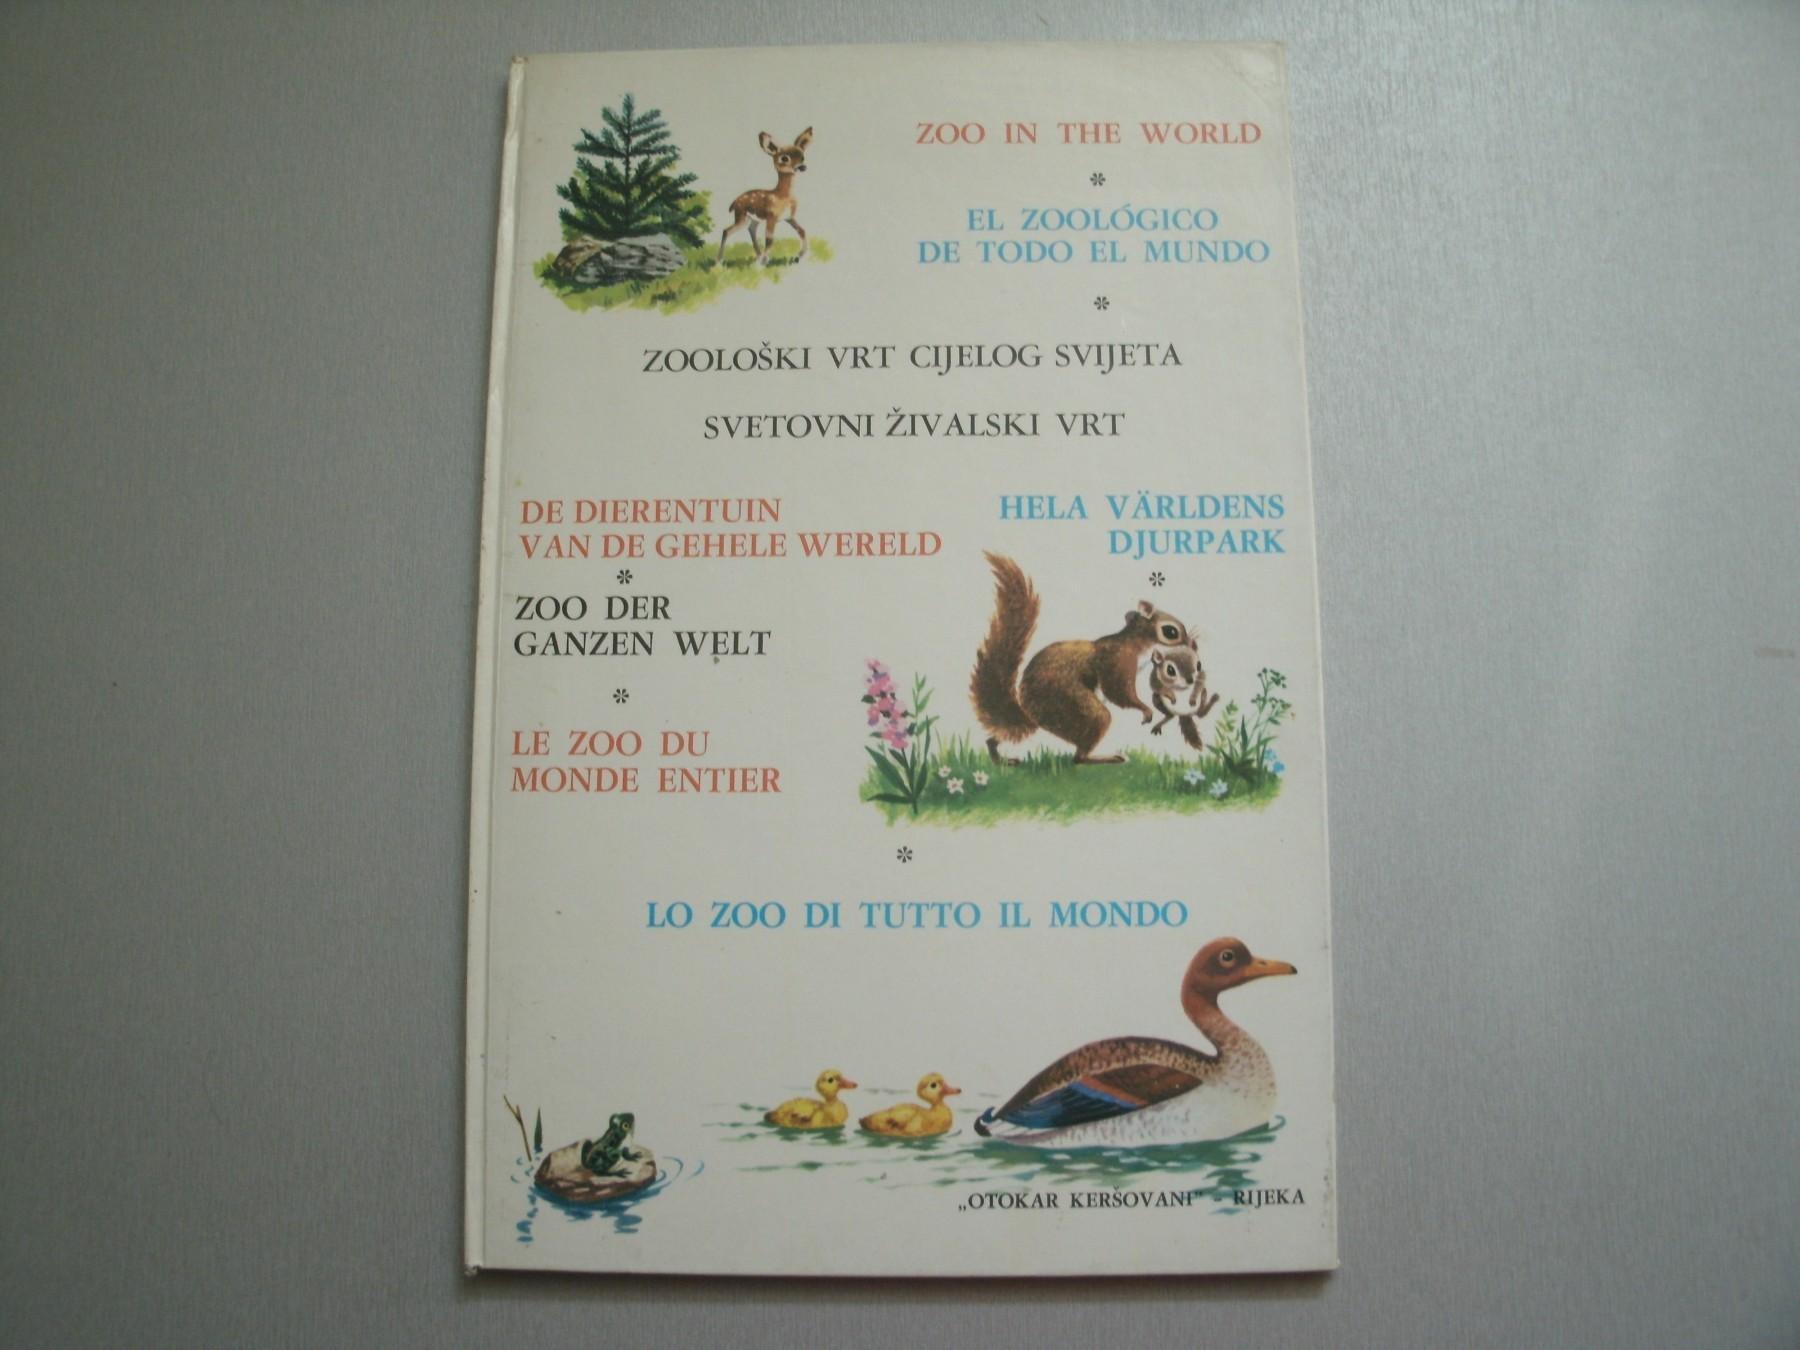 ZOO IN THE WORLD
*
EL ZOOLÓGICO
DE TODO EL MUNDO
*
ZOOLOŠKI VRT CIJELOG SVIJETA
SVETOVNI ŽIVALSKI VRT
DE DIERENTUIN
VAN DE GEHELE WERELD
*
ZOO DER
GANZEN WELT
*
LE ZOO DU
MONDE ENTIER
HELA VÄRLDENS
DJURPARK
*
*
LO ZOO DI TUTTO IL MONDO
„OTOKAR KERŠOVANI” - RIJEKA